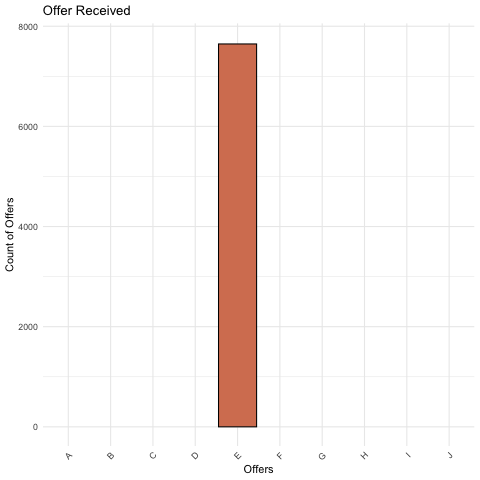 Offer Received
8000
6000
4000
2000
0
Count of Offers
A B C D E F G H I J
Offers